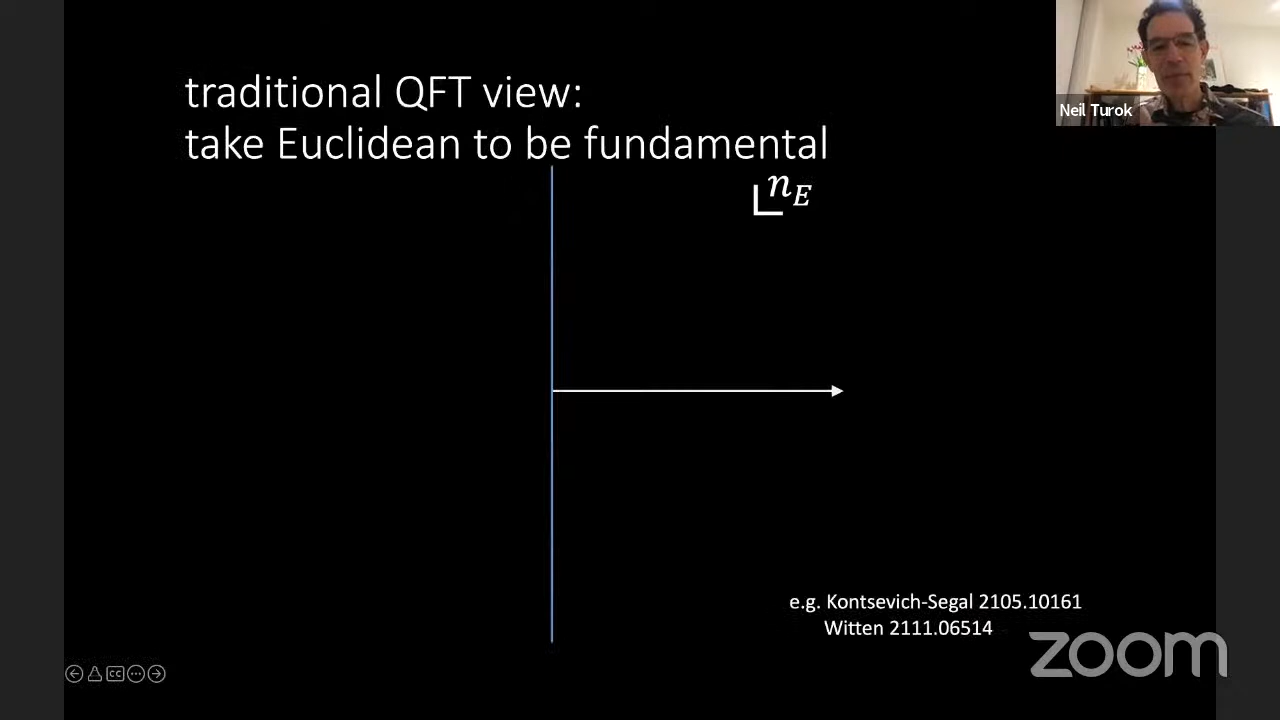 traditional QFT view:
take Euclidean to be fundamental
n_E
Neil Turok
e.g. Kontsevich-Segal 2105.10161
Witten 2111.06514
zoom
cc